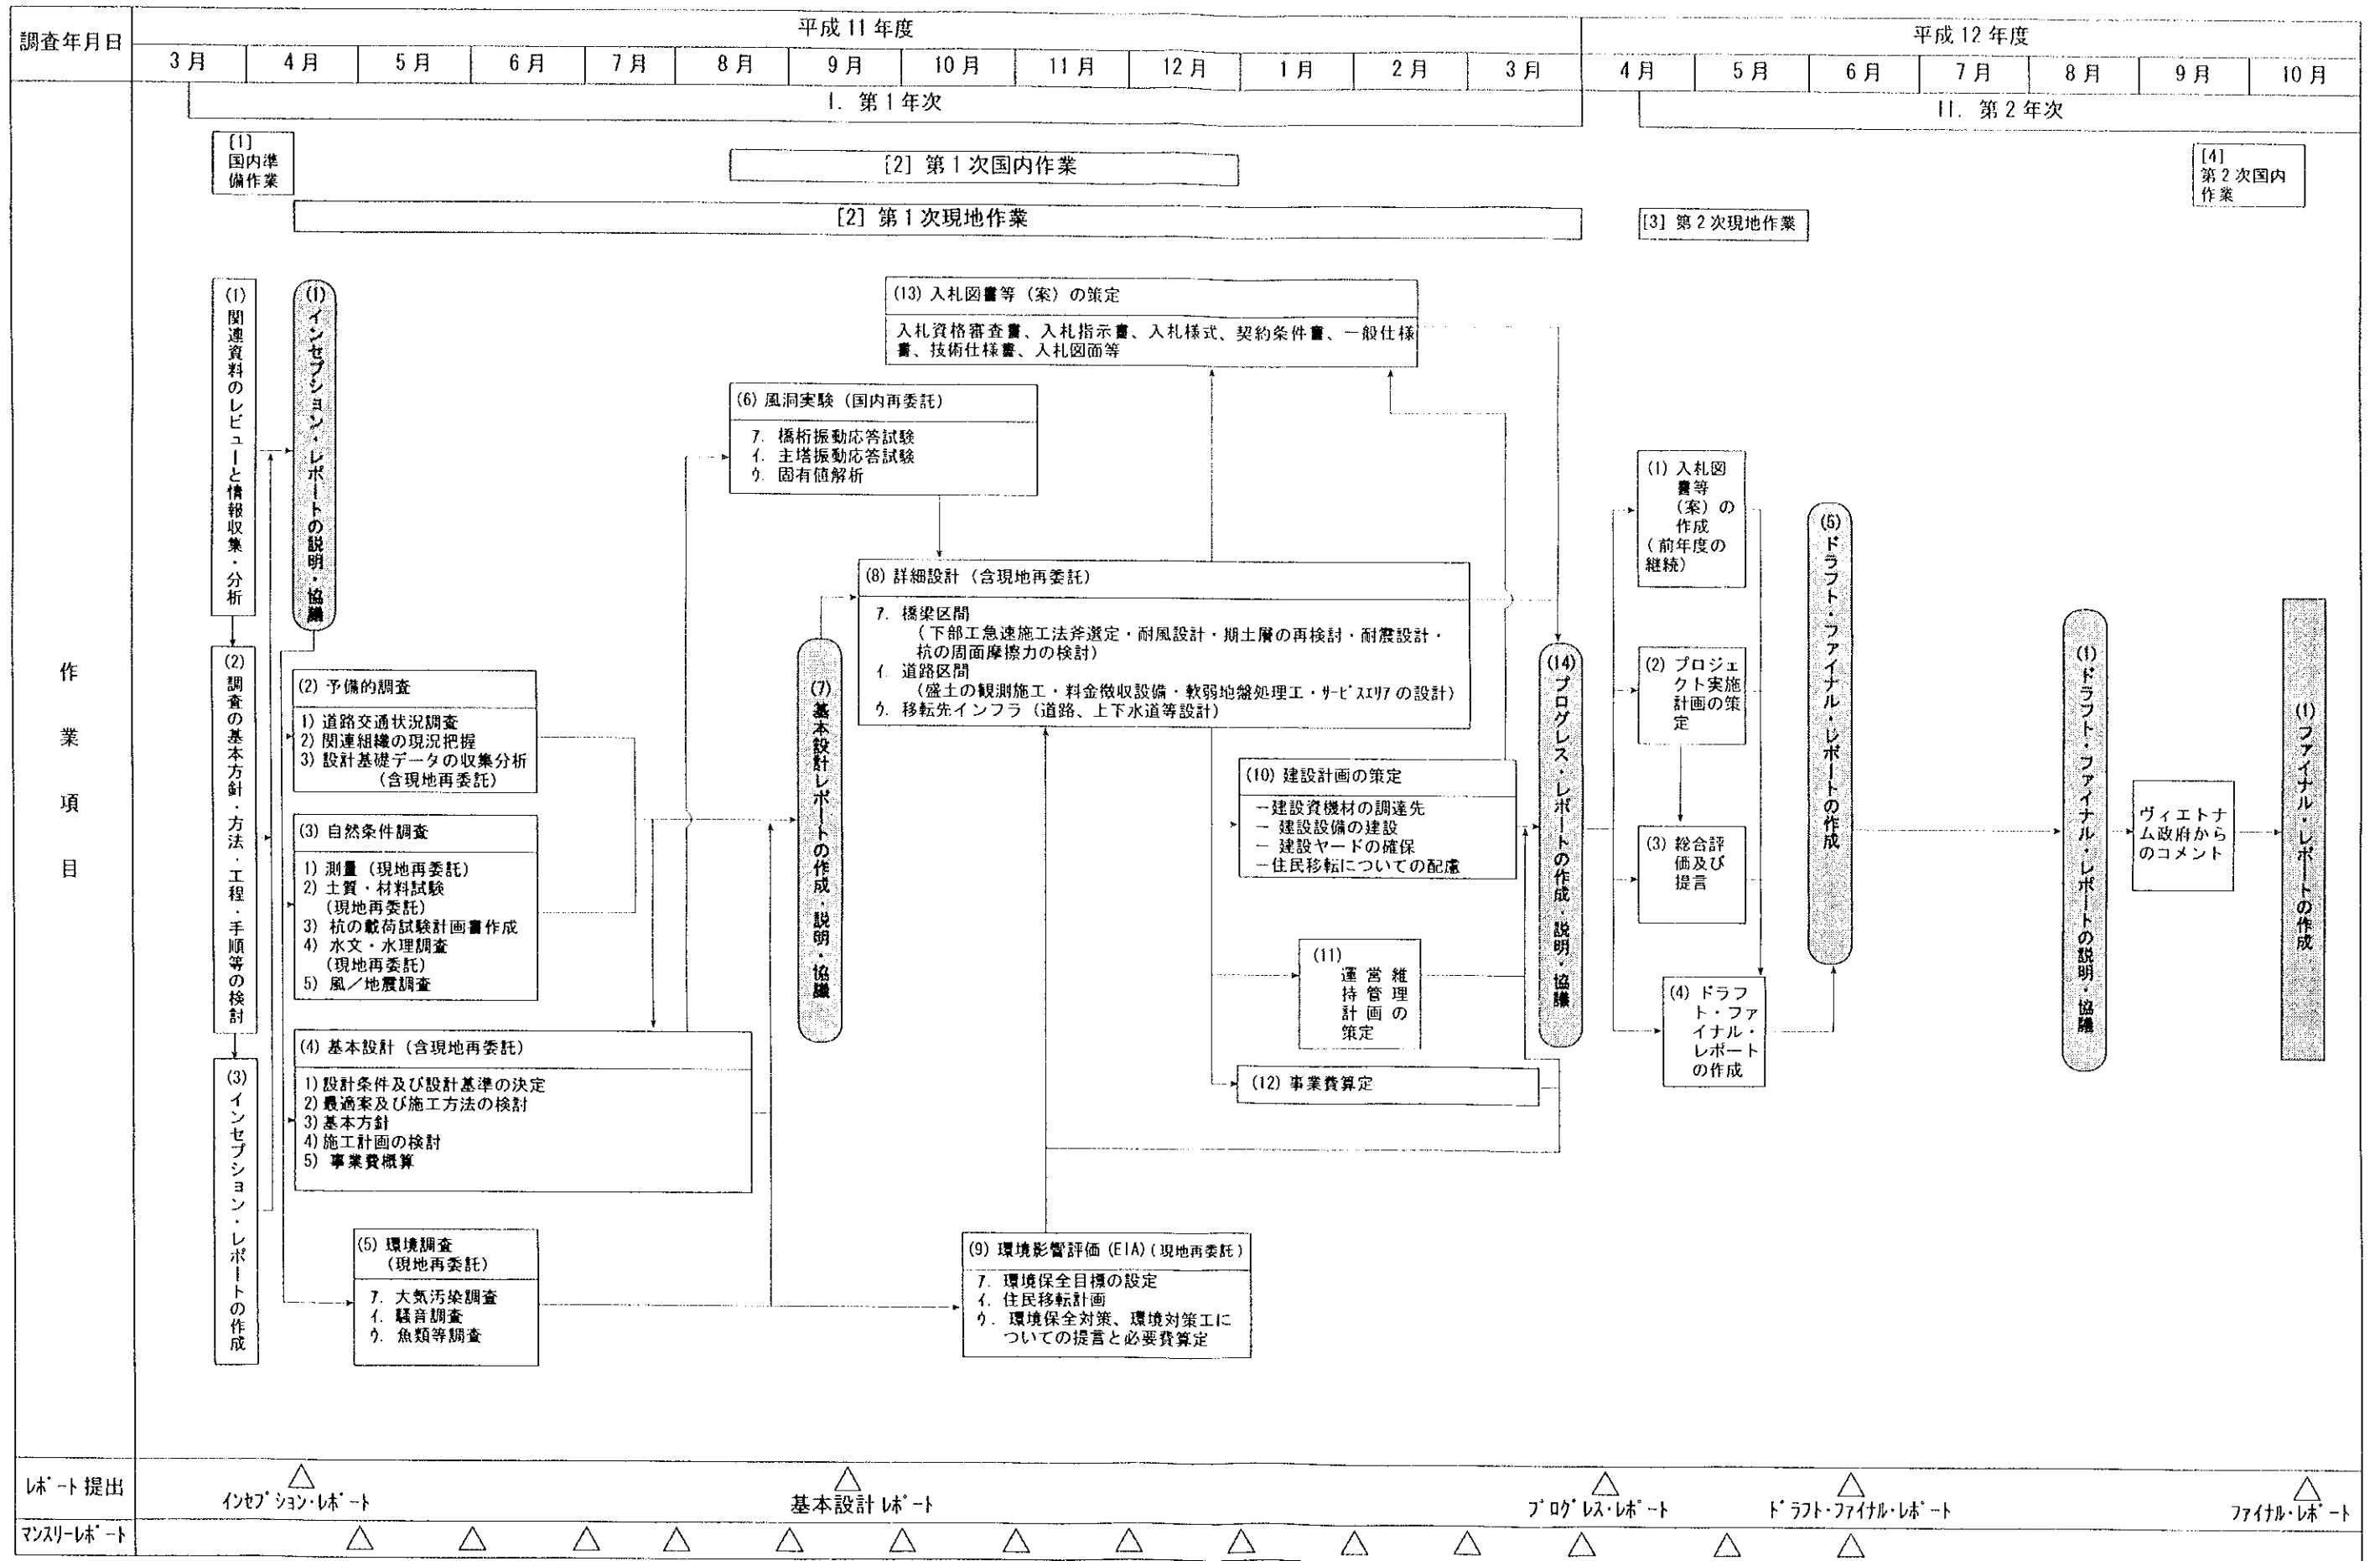 調査年月日
平成11年度
平成12年度
3月 4月 5月 6月 7月 8月 9月 10月 11月 12月 1月 2月 3月 4月 5月 6月 7月 8月 9月 10月
I. 第1年次
II. 第2年次
[1]
国内準
備作業
[2] 第1次国内作業
[4]
第2次国内
作業
[2] 第1次現地作業
[3] 第2次現地作業
作業項目
(1)関連資料のレビューと情報収集・分析
(2)調査の基本方針・方法・工程・手順等の検討
(3)インセプション・レポートの作成
(1)インセプション・レポートの説明・協議
(2) 予備的調査
1) 道路交通状況調査
2) 関連組織の現況把握
3) 設計基礎データの収集分析
(含現地再委託)
(3) 自然条件調査
1) 測量(現地再委託)
2) 土質・材料試験
(現地再委託)
3) 杭の載荷試験計画書作成
4) 水文・水理調査
(現地再委託)
5) 風/地震調査
(4) 基本設計(含現地再委託)
1) 設計条件及び設計基準の決定
2) 最適案及び施工方法の検討
3) 基本方針
4) 施工計画の検討
5) 事業費概算
(5) 環境調査
(現地再委託)
ア. 大気汚染調査
イ. 騒音調査
ウ. 魚類等調査
(6) 風洞実験(国内再委託)
ア. 橋桁振動応答試験
イ. 主塔振動応答試験
ウ. 固有値解析
(7)基本設計レポートの作成・説明・協議
(13) 入札図書等(案)の策定
入札資格審査書、入札指示書、入札様式、契約条件書、一般仕様
書、技術仕様書、入札図面等
(8) 詳細設計(含現地再委託)
ア. 橋梁区間
(下部工急速施工法斧選定・耐風設計・期土層の再検討・耐震設計・
杭の周面摩擦力の検討)
イ. 道路区間
(盛土の観測施工・料金徴収設備・軟弱地盤処理工・サービスエリアの設計)
ウ. 移転先インフラ(道路、上下水道等設計)
(10) 建設計画の策定
ー建設資機材の調達先
ー 建設設備の建設
ー 建設ヤードの確保
ー住民移転についての配慮
(11)
運営維
持管理
計画の
策定
(12) 事業費算定
(9) 環境影響評価(EIA)(現地再委託)
ア. 環境保全目標の設定
イ. 住民移転計画
ウ. 環境保全対策、環境対策工に
ついての提言と必要費算定
(14)プログレス・レポートの作成・説明・協議
(1) 入札図
書等
(案)の
作成
(前年度の
継続)
(2) プロジェ
クト実施
計画の策
定
(3) 総合評
価及び
提言
(4) ドラフ
ト・ファ
イナル・
レポート
の作成
(5)ドラフト・ファイナル・レポートの作成
(1)ドラフト・ファイナル・レポートの説明・協議
ヴィエトナ
ム政府から
のコメント
(1)ファイナル・レポートの作成
レポート提出
インセプション・レポート
基本設計レポート
プログレス・レポート
ドラフト・ファイナル・レポート
ファイナル・レポート
マンスリーレポート